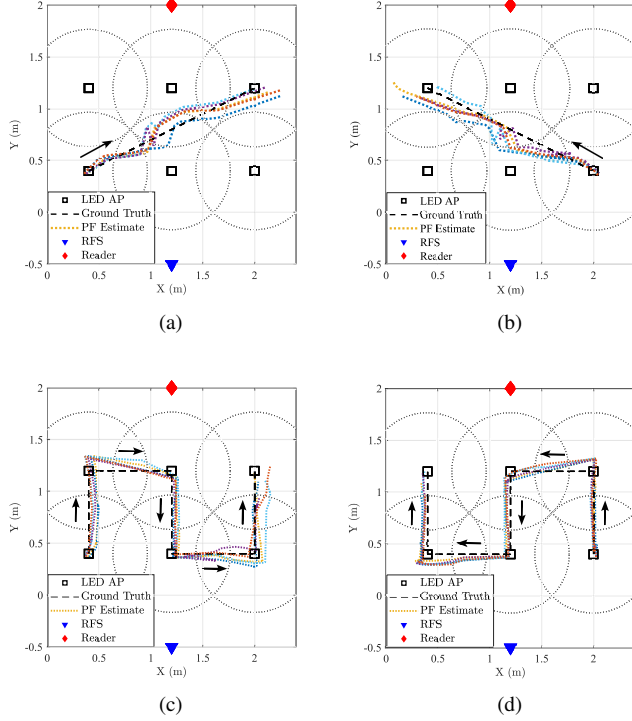 2
1.5
1
0.5
0
-0.5
Y (m)
0 0.5 1 1.5 2
X (m)
LED AP
Ground Truth
PF Estimate
RFS
Reader
(a)
2
1.5
1
0.5
0
-0.5
Y (m)
0 0.5 1 1.5 2
X (m)
LED AP
Ground Truth
PF Estimate
RFS
Reader
(b)
2
1.5
1
0.5
0
-0.5
Y (m)
0 0.5 1 1.5 2
X (m)
LED AP
Ground Truth
PF Estimate
RFS
Reader
(c)
2
1.5
1
0.5
0
-0.5
Y (m)
0 0.5 1 1.5 2
X (m)
LED AP
Ground Truth
PF Estimate
RFS
Reader
(d)